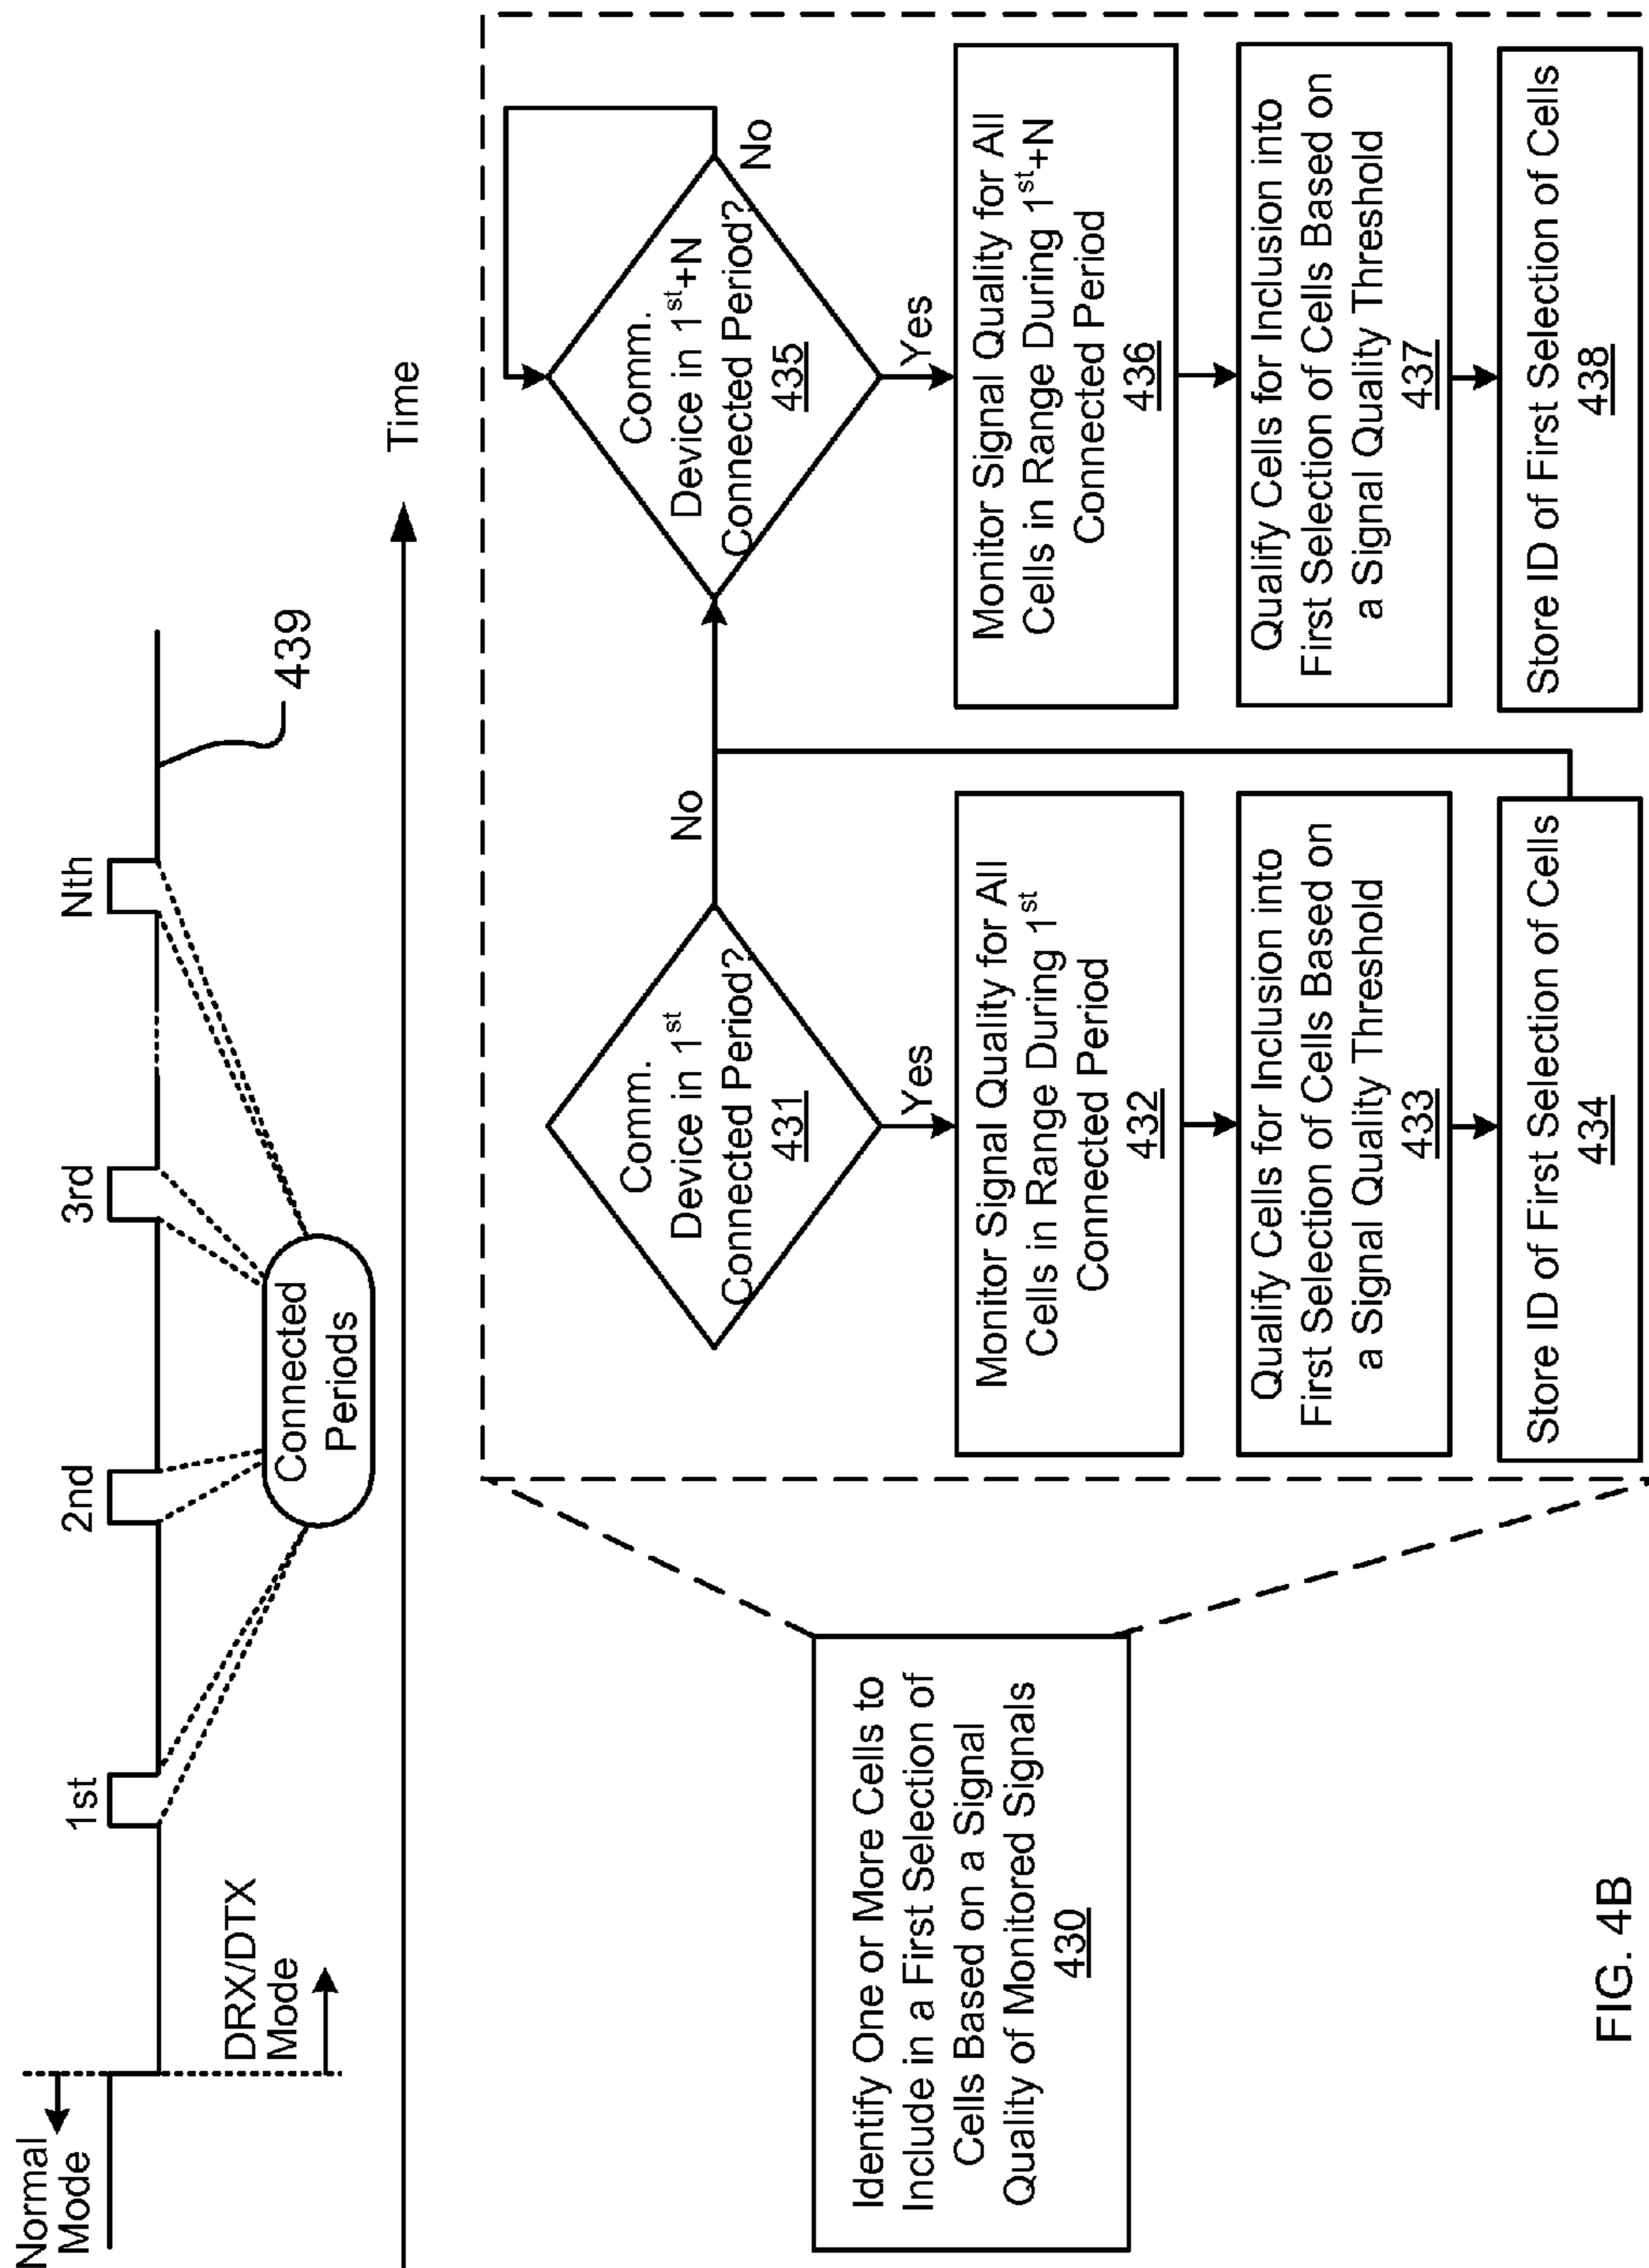 Normal
Mode
DRX/DTX
Mode
1st
2nd
3rd
Nth
Connected
Periods
439
Time
Identify One or More Cells to
Include in a First Selection of
Cells Based on a Signal
Quality of Monitored Signals
430
Comm.
Device in 1st
Connected Period?
431
No
Yes
Monitor Signal Quality for All
Cells in Range During 1st
Connected Period
432
Qualify Cells for Inclusion into
First Selection of Cells Based on
a Signal Quality Threshold
433
Store ID of First Selection of Cells
434
Comm.
Device in 1st+N
Connected Period?
435
No
Yes
Monitor Signal Quality for All
Cells in Range During 1st+N
Connected Period
436
Qualify Cells for Inclusion into
First Selection of Cells Based on
a Signal Quality Threshold
437
Store ID of First Selection of Cells
438
FIG. 4B